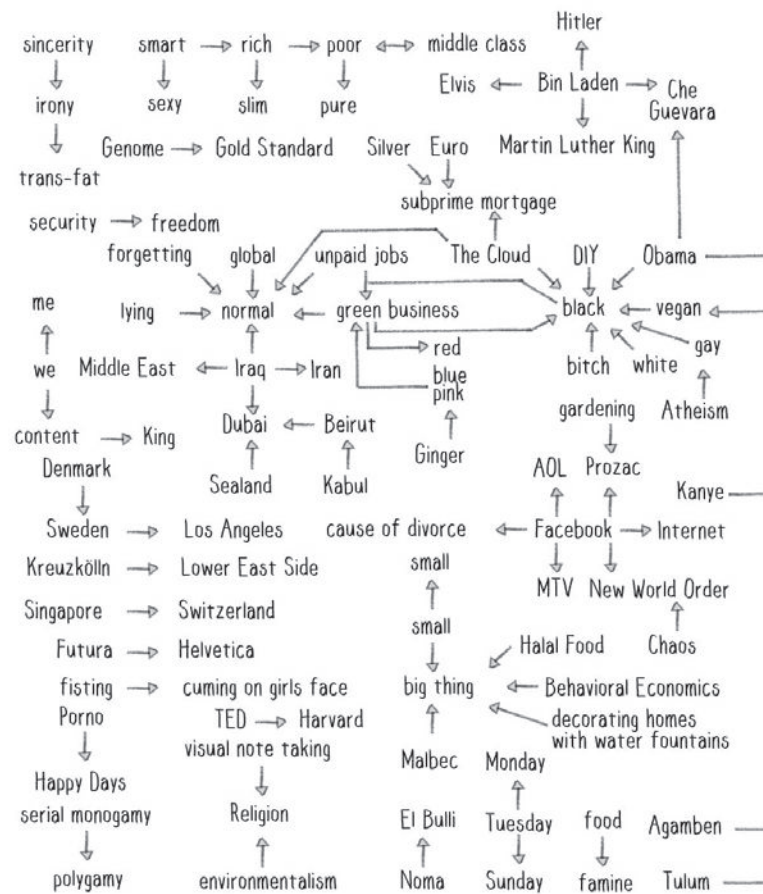 Hitler
sincerity smart rich poor middle class
Elvis Bin Laden Che
Guevara
irony sexy slim pure
Genome Gold Standard Silver Euro Martin Luther King
trans-fat
subprime mortgage
security freedom
forgetting global unpaid jobs The Cloud DIY Obama
me lying normal green business black vegan
red gay
we Middle East Iraq Iran blue bitch white
pink
gardening Atheism
content King Dubai Beirut
Ginger
Denmark AOL Prozac
Sealand Kabul Kanye
Sweden Los Angeles cause of divorce Facebook Internet
Kreuzkölln Lower East Side small
MTV New World Order
Singapore Switzerland
small
Futura Helvetica Halal Food Chaos
fisting cuming on girls face big thing Behavioral Economics
Porno TED Harvard decorating homes
visual note taking with water fountains
Malbec Monday
Happy Days
serial monogamy Religion El Bulli Tuesday food Agamben
polygamy environmentalism Noma Sunday famine Tulum